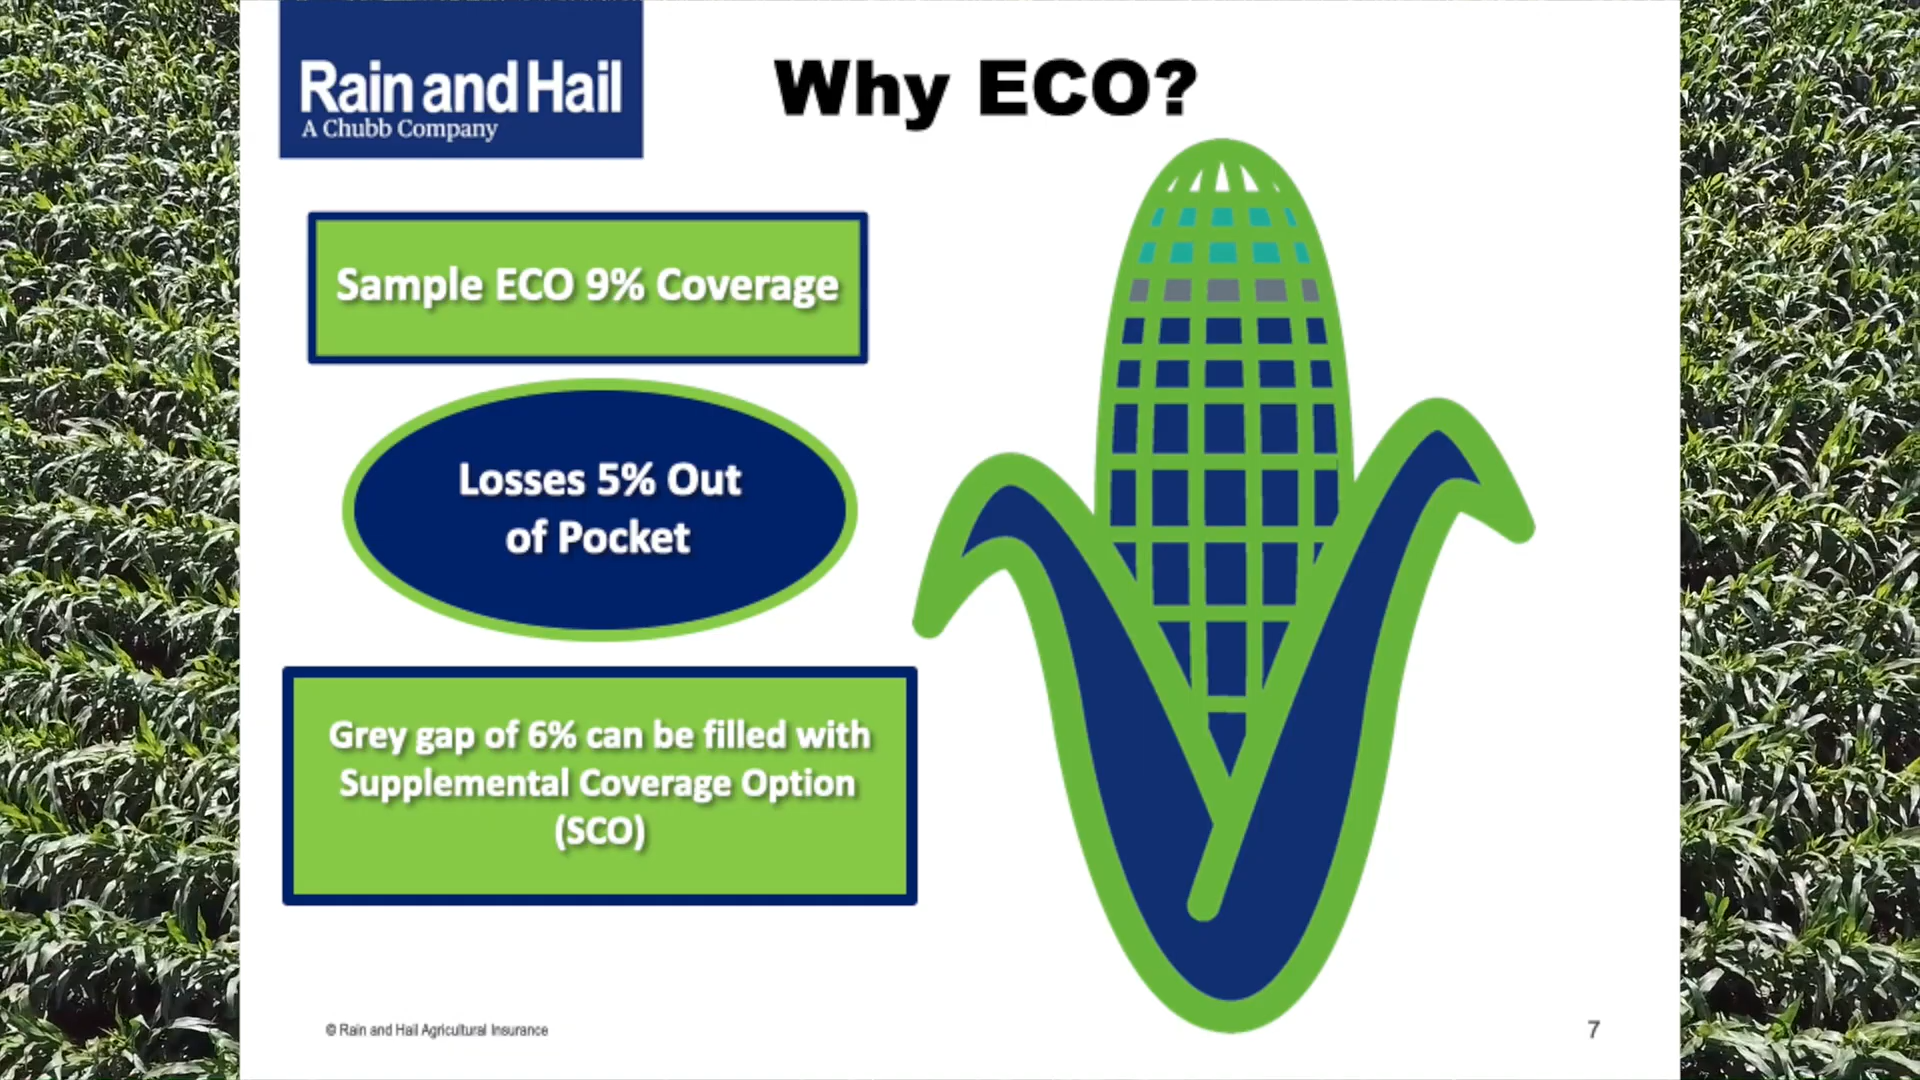 Rain and Hail
A Chubb Company
Why ECO?
Sample ECO 9% Coverage
Losses 5% Out
of Pocket
Grey gap of 6% can be filled with
Supplemental Coverage Option
(SCO)
© Rain and Hail Agricultural Insurance
7